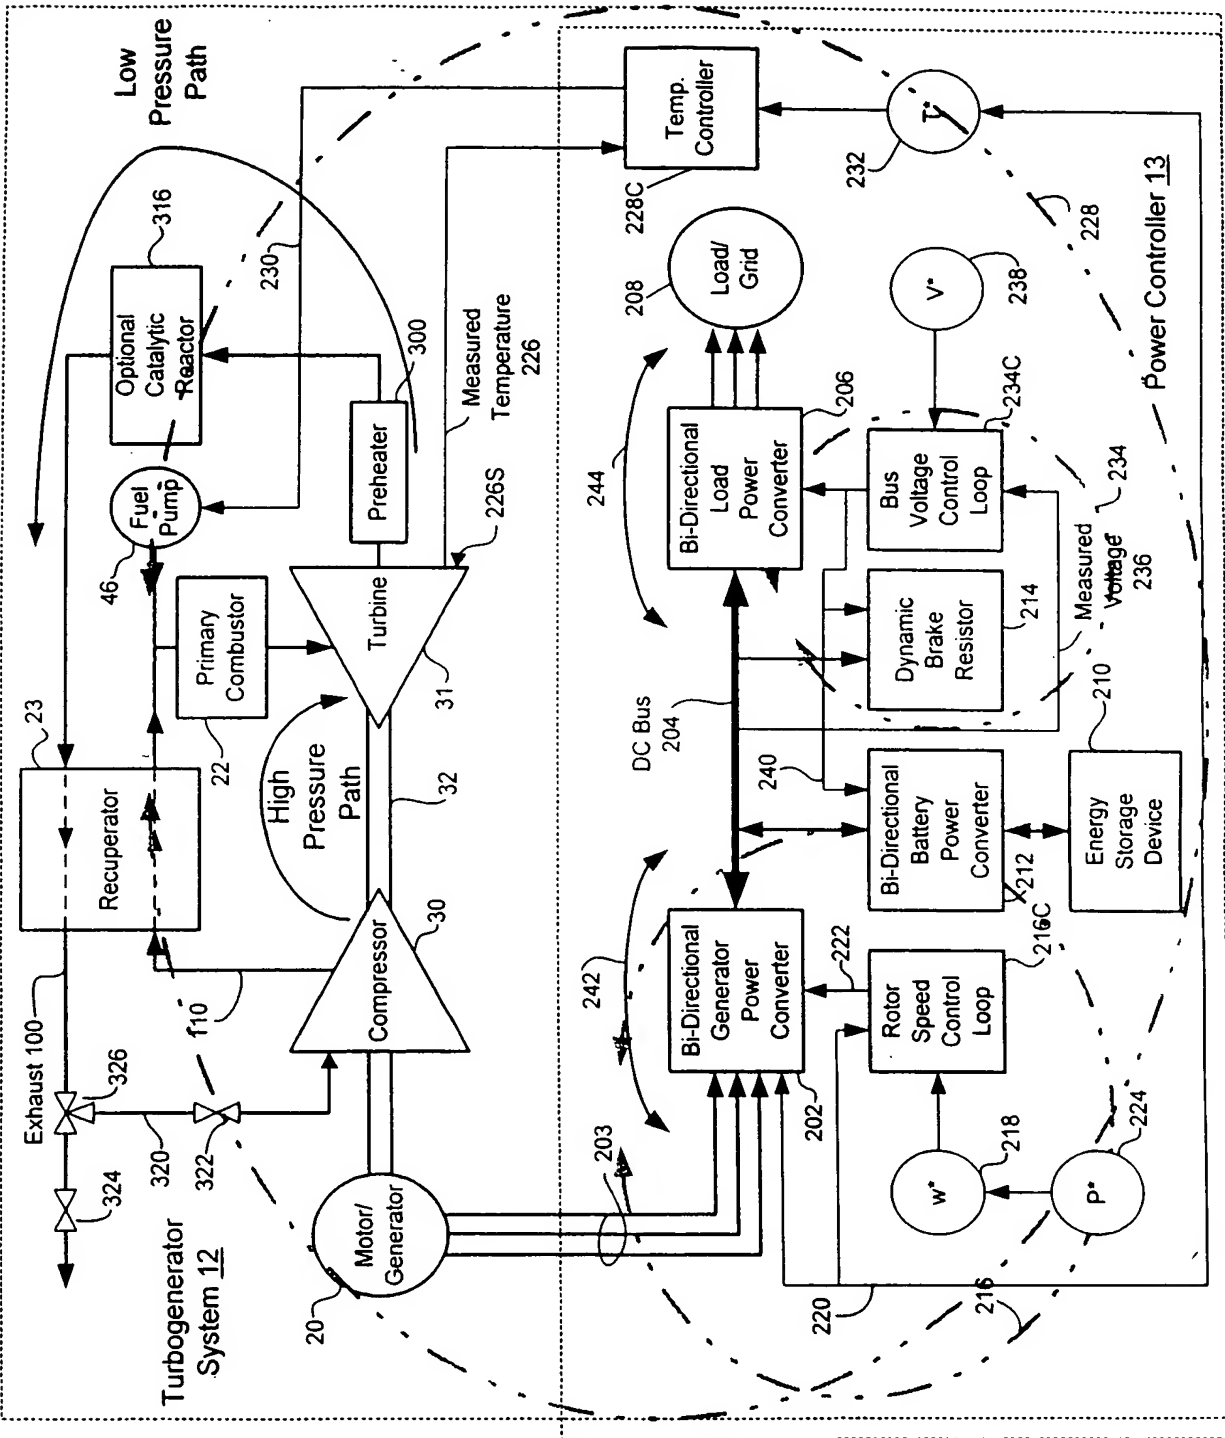 Turbogenerator
System 12
Exhaust 100
324
326
320
322
110
Recuperator
23
46
Fuel
Pump
Optional
Catalytic
Reactor
316
Low
Pressure
Path
230
Primary
Combustor
22
High
Pressure
Path
20
Motor/
Generator
Compressor
30
32
Turbine
31
Preheater
300
226S
Measured
Temperature
226
Temp.
Controller
228C
T*
232
228
203
242
Bi-Directional
Generator
Power
Converter
202
DC Bus
204
244
Bi-Directional
Load
Power
Converter
206
Load/
Grid
208
222
Rotor
Speed
Control
Loop
216C
240
Bi-Directional
Battery
Power
Converter
212
Dynamic
Brake
Resistor
214
Bus
Voltage
Control
Loop
234C
V*
238
w*
218
P*
224
220
216
Energy
Storage
Device
210
Measured
Voltage
236
234
Power Controller 13